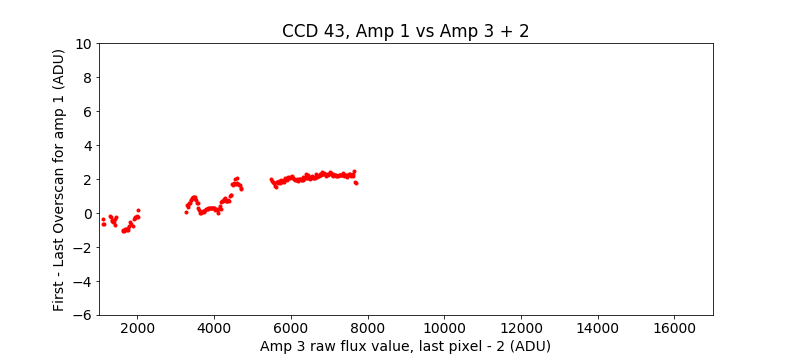 CCD 43, Amp 1 vs Amp 3 + 2
First - Last Overscan for amp 1 (ADU)
10
8
6
4
2
0
−2
−4
−6
2000 4000 6000 8000 10000 12000 14000 16000
Amp 3 raw flux value, last pixel - 2 (ADU)